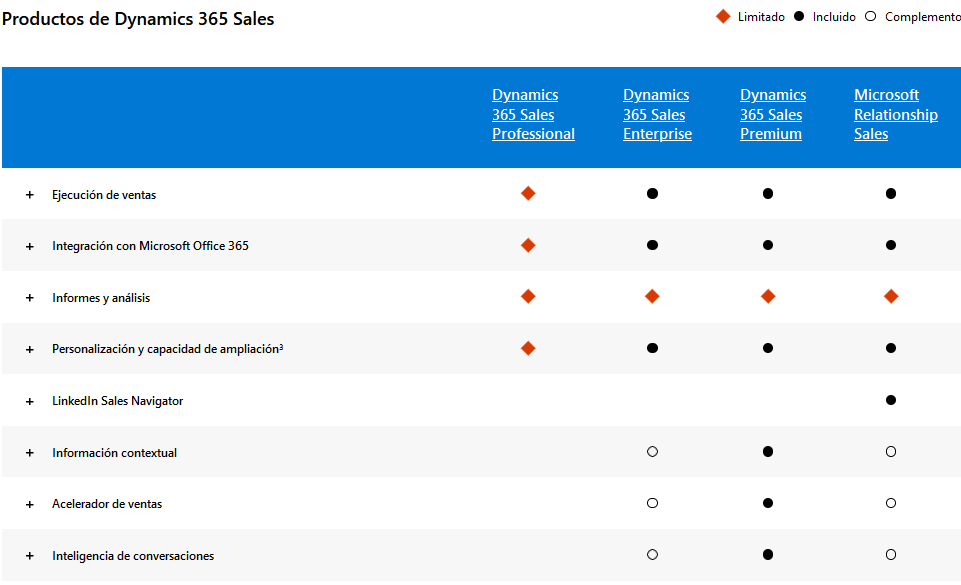 Productos de Dynamics 365 Sales
Limitado Incluido Complemento
Dynamics 365 Sales Professional
Dynamics 365 Sales Enterprise
Dynamics 365 Sales Premium
Microsoft Relationship Sales
+ Ejecución de ventas
+ Integración con Microsoft Office 365
+ Informes y análisis
+ Personalización y capacidad de ampliación³
+ LinkedIn Sales Navigator
+ Información contextual
+ Acelerador de ventas
+ Inteligencia de conversaciones